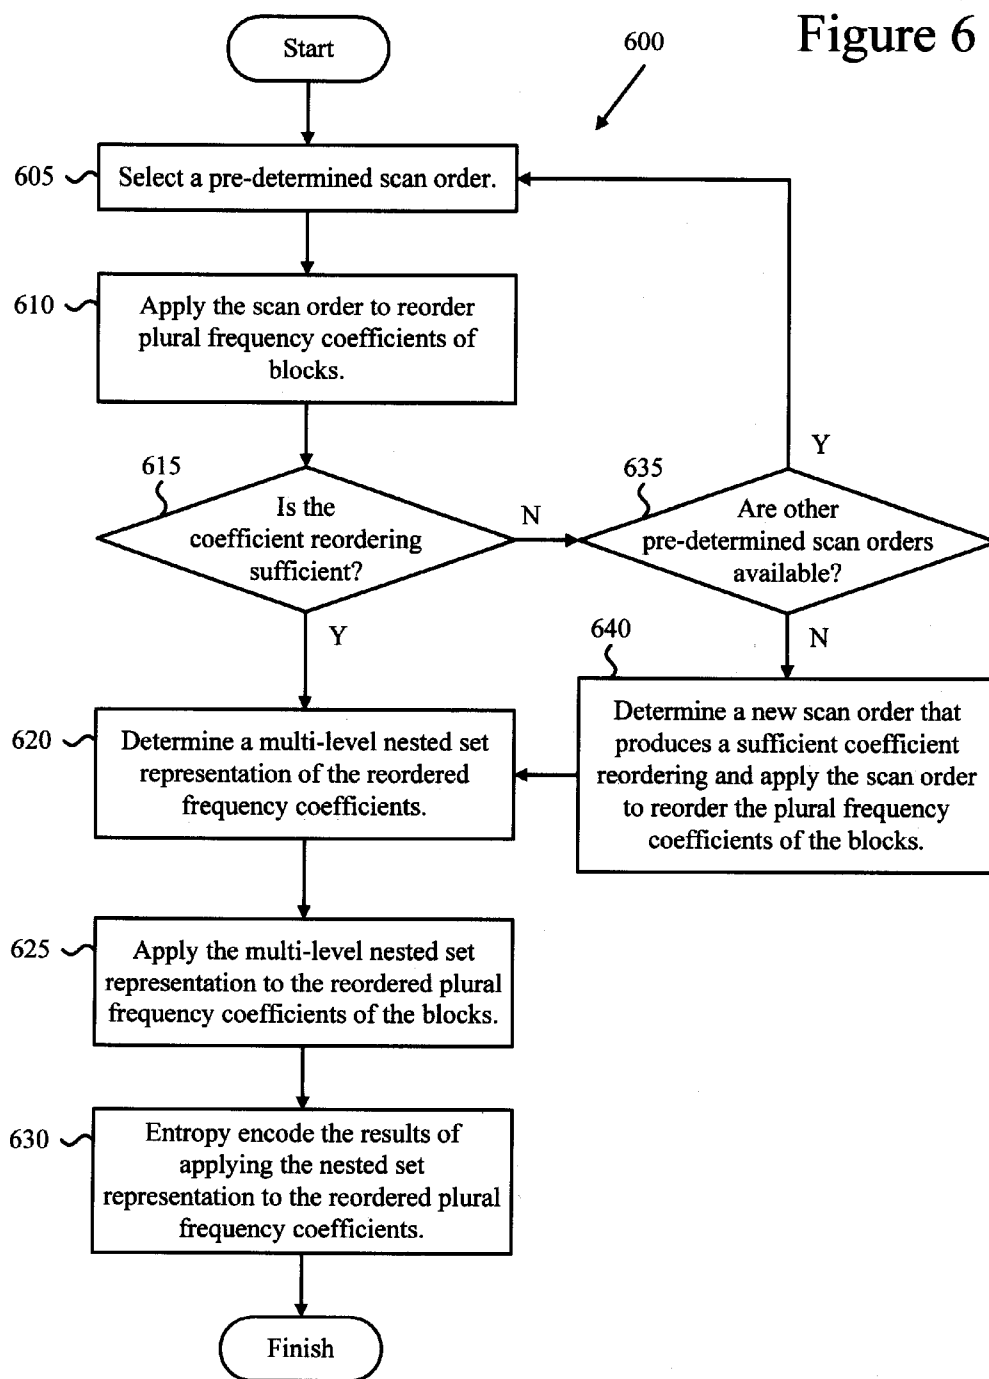 Figure 6
Start
600
605
Select a pre-determined scan order.
610
Apply the scan order to reorder
plural frequency coefficients of
blocks.
615
Is the
coefficient reordering
sufficient?
N
Y
635
Are other
pre-determined scan orders
available?
Y
N
640
Determine a new scan order that
produces a sufficient coefficient
reordering and apply the scan order
to reorder the plural frequency
coefficients of the blocks.
620
Determine a multi-level nested set
representation of the reordered
frequency coefficients.
625
Apply the multi-level nested set
representation to the reordered plural
frequency coefficients of the blocks.
630
Entropy encode the results of
applying the nested set
representation to the reordered plural
frequency coefficients.
Finish